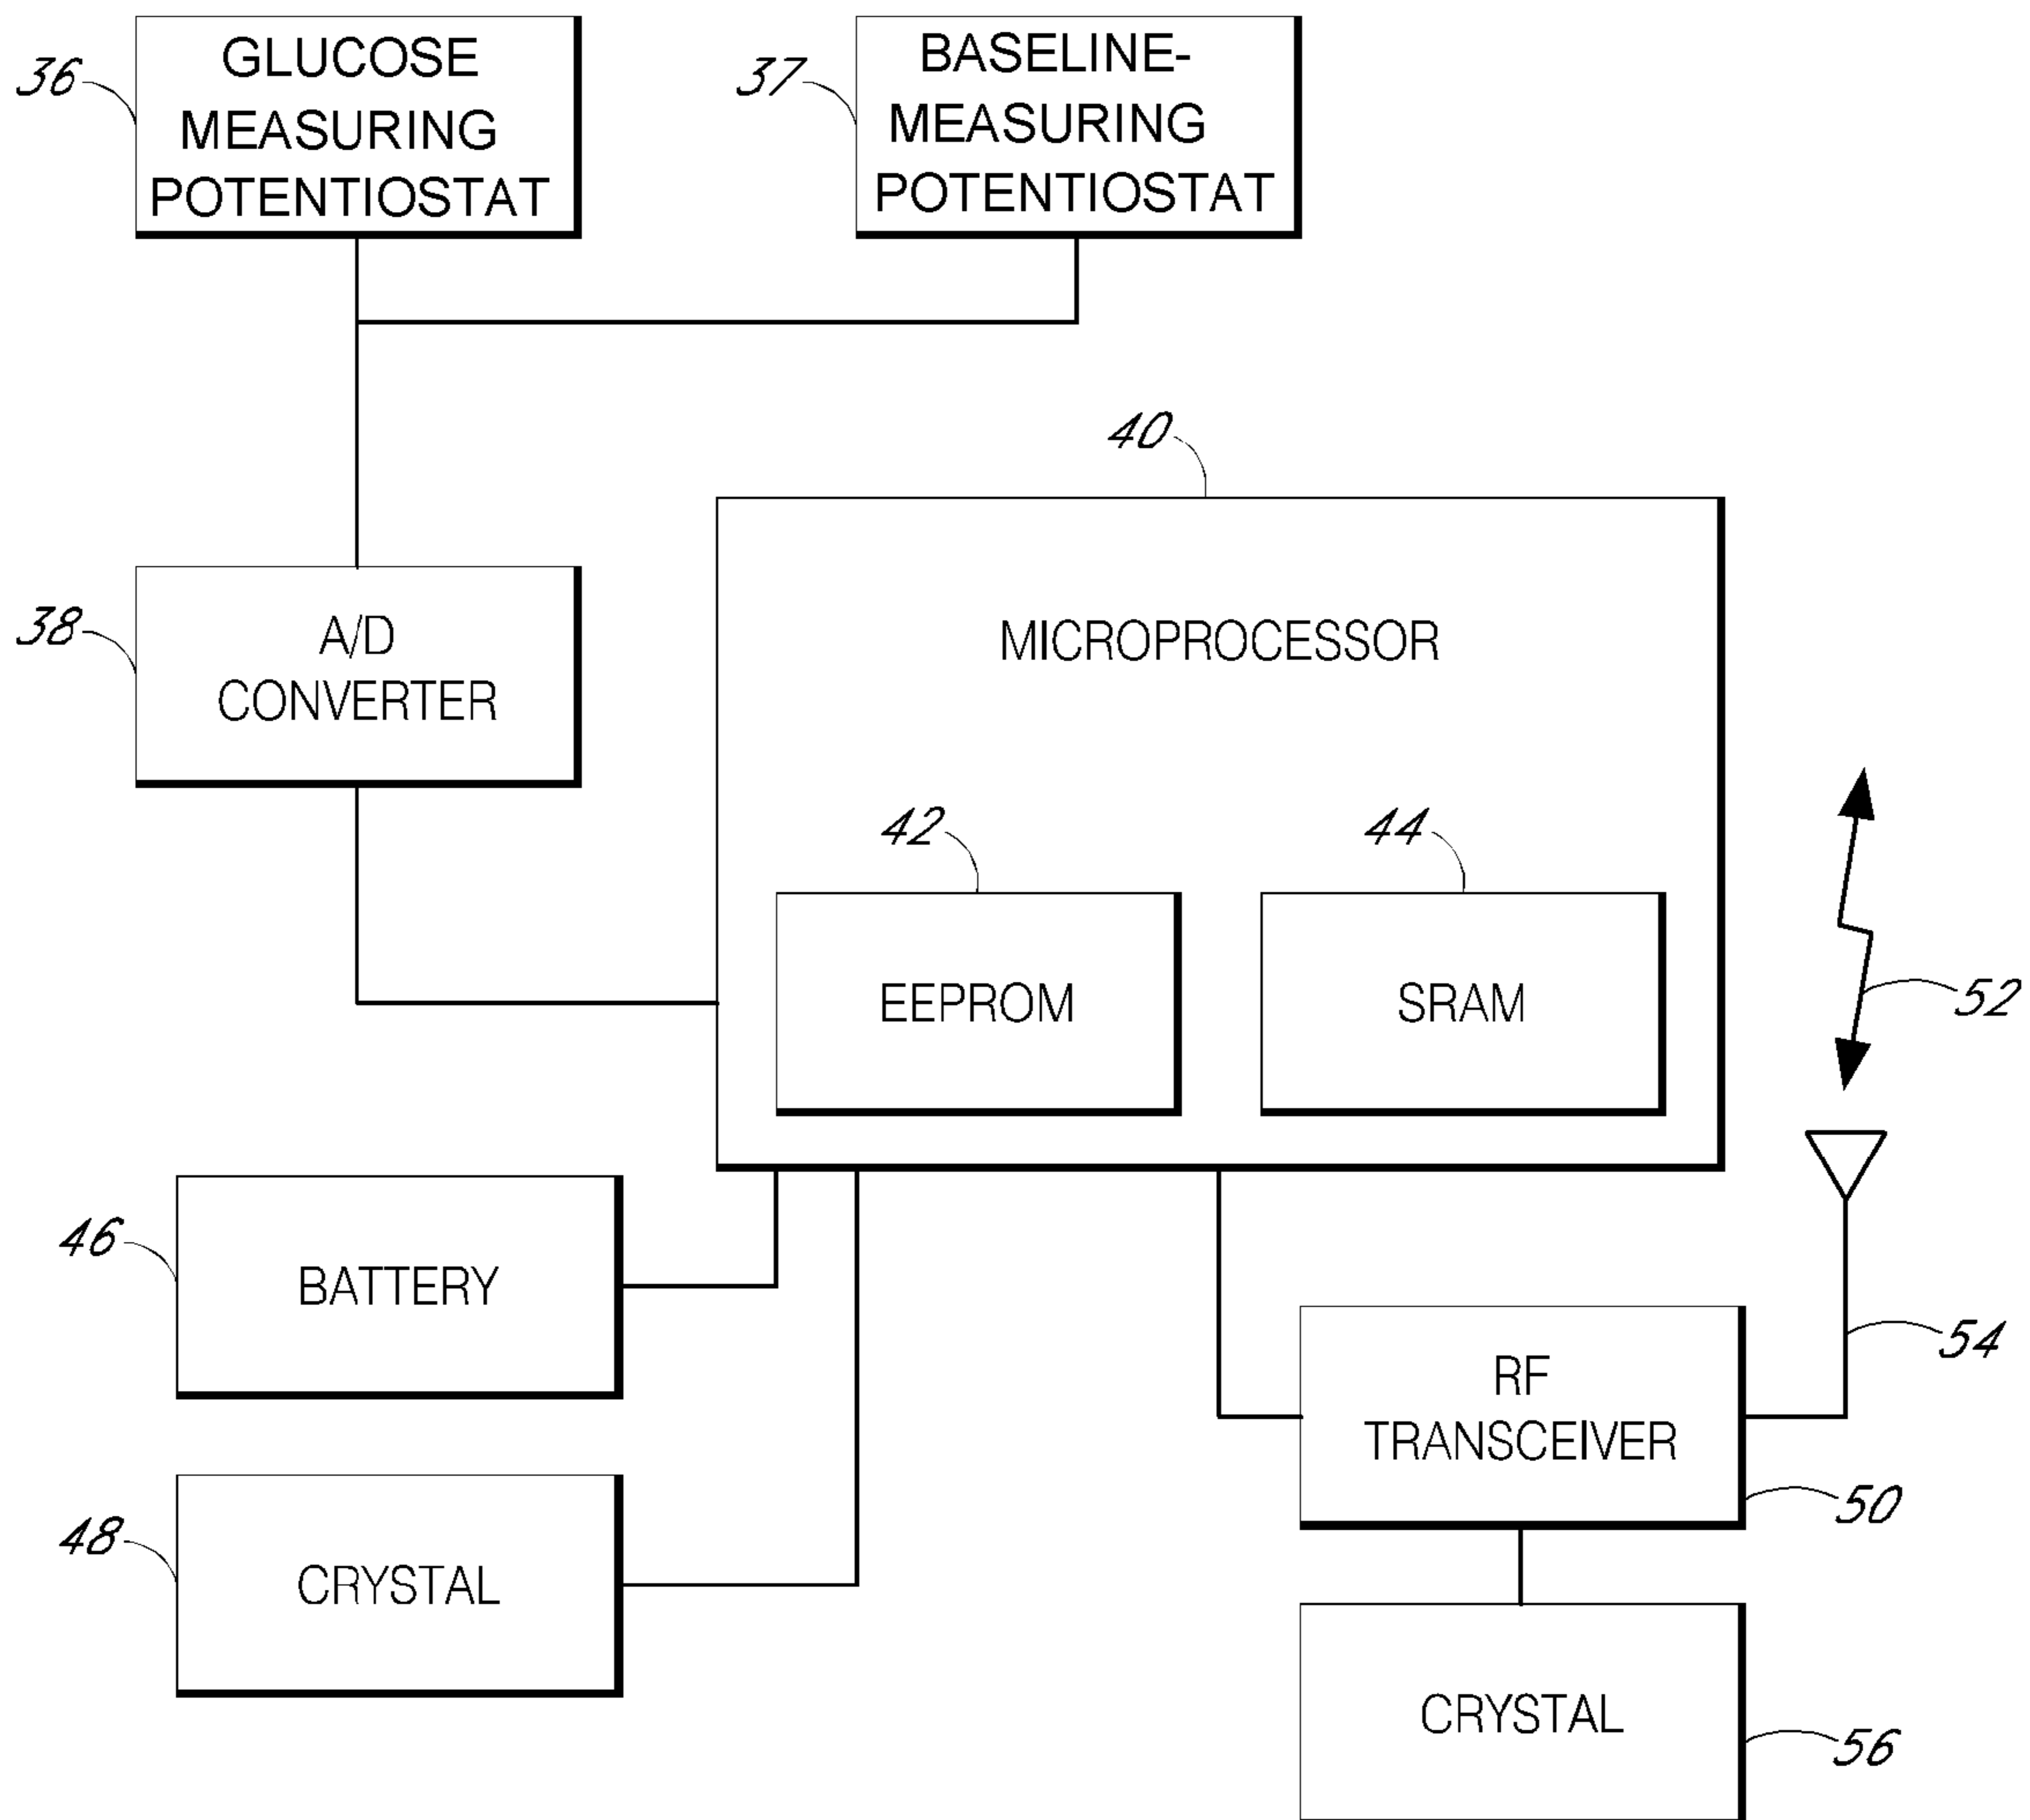 36
GLUCOSE
MEASURING
POTENTIOSTAT
37
BASELINE-
MEASURING
POTENTIOSTAT
40
MICROPROCESSOR
38
A/D
CONVERTER
42
EEPROM
44
SRAM
52
46
BATTERY
54
RF
TRANSCEIVER
50
48
CRYSTAL
CRYSTAL
56